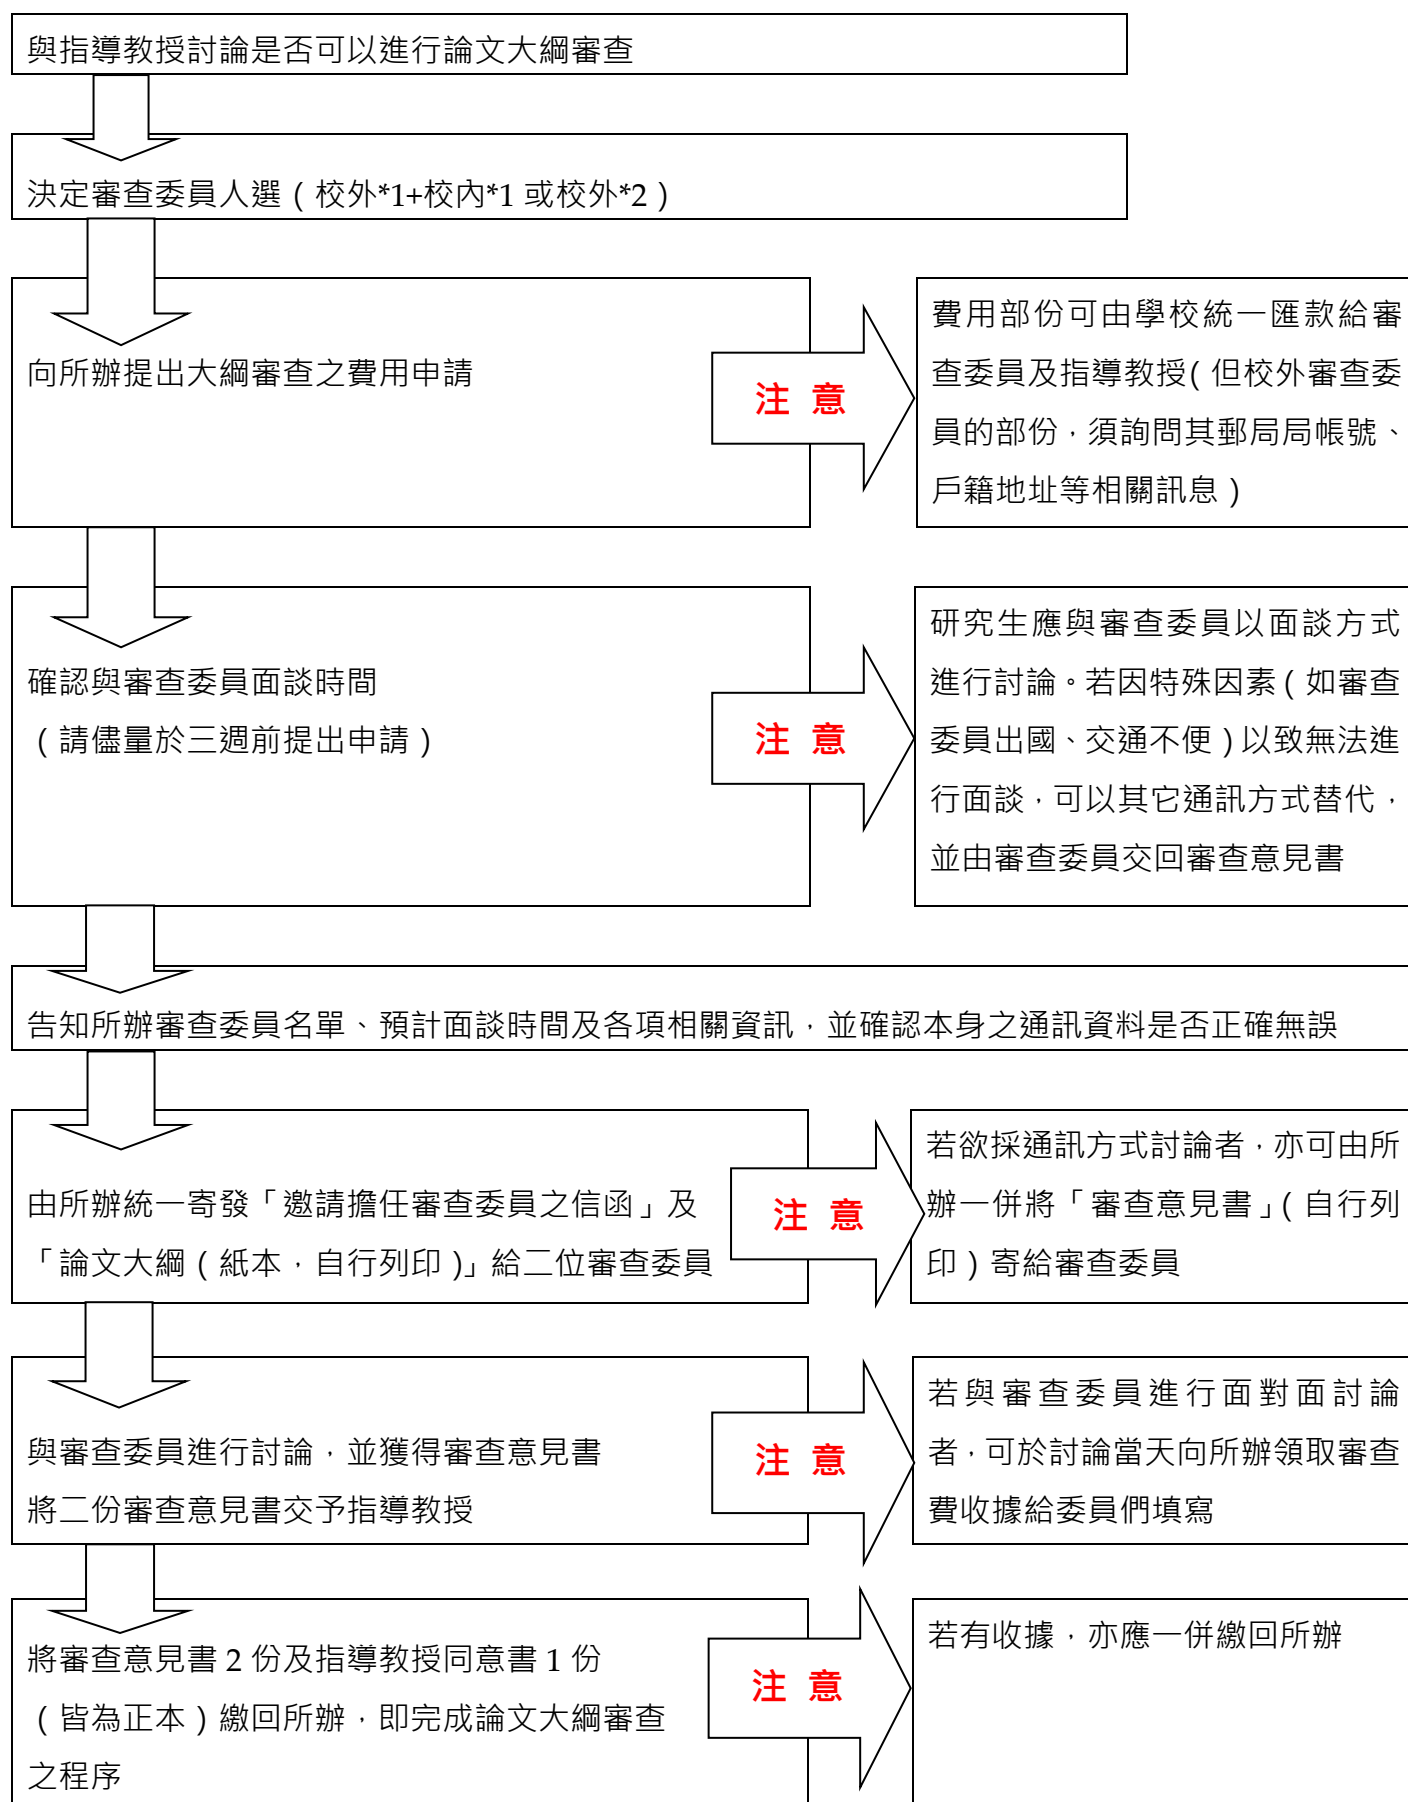 與指導教授討論是否可以進行論文大綱審查
決定審查委員人選（校外*1+校內*1 或校外*2）
向所辦提出大綱審查之費用申請
注 意
費用部份可由學校統一匯款給審
查委員及指導教授（但校外審查委
員的部份，須詢問其郵局局帳號、
戶籍地址等相關訊息）
確認與審查委員面談時間
（請儘量於三週前提出申請）
注 意
研究生應與審查委員以面談方式
進行討論。若因特殊因素（如審查
委員出國、交通不便）以致無法進
行面談，可以其它通訊方式替代，
並由審查委員交回審查意見書
告知所辦審查委員名單、預計面談時間及各項相關資訊，並確認本身之通訊資料是否正確無誤
由所辦統一寄發「邀請擔任審查委員之信函」及
「論文大綱（紙本，自行列印）」給二位審查委員
注 意
若欲採通訊方式討論者，亦可由所
辦一併將「審查意見書」（自行列
印）寄給審查委員
與審查委員進行討論，並獲得審查意見書
將二份審查意見書交予指導教授
注 意
若與審查委員進行面對面討論
者，可於討論當天向所辦領取審查
費收據給委員們填寫
將審查意見書 2 份及指導教授同意書 1 份
（皆為正本）繳回所辦，即完成論文大綱審查
之程序
注 意
若有收據，亦應一併繳回所辦